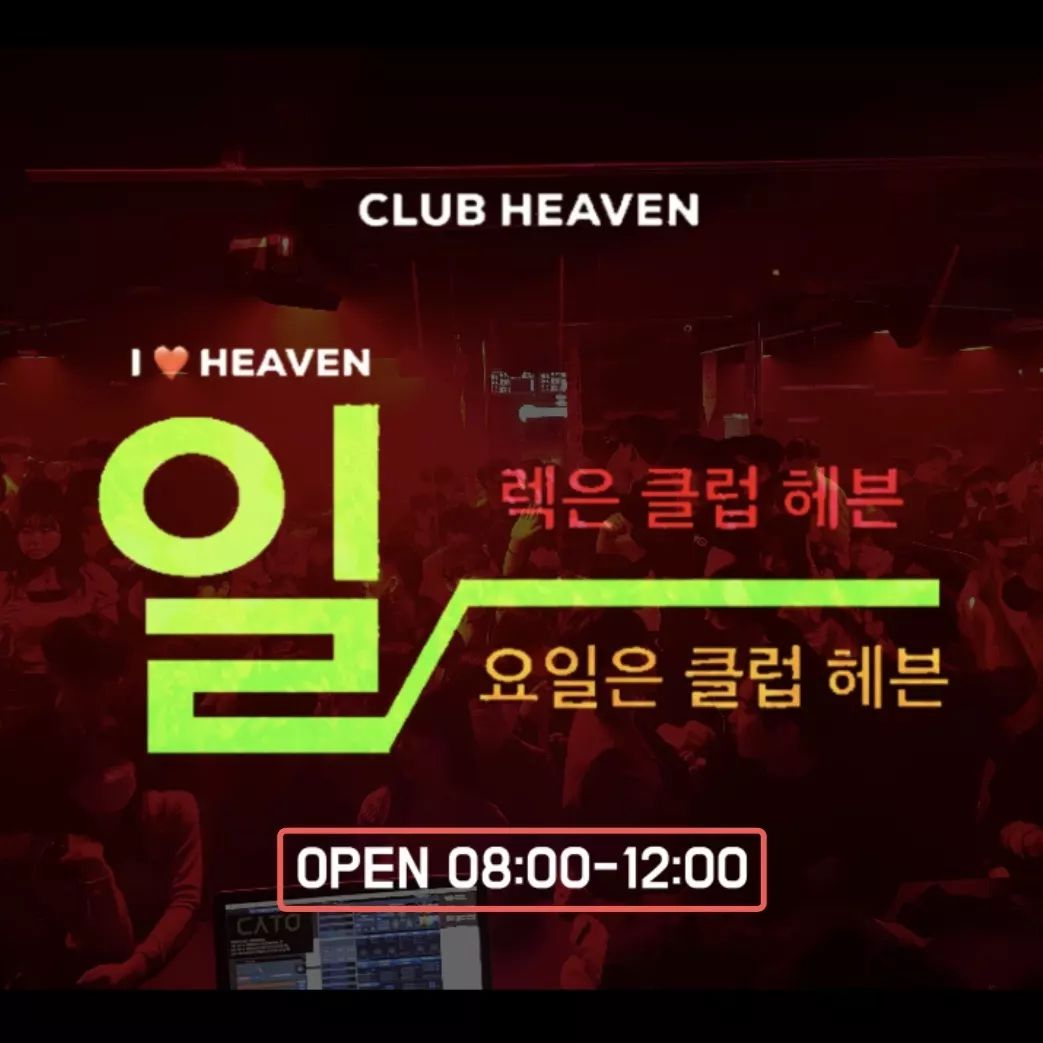 CLUB HEAVEN
I ❤ HEAVEN
일
렉은 클럽 헤븐
요일은 클럽 헤븐
OPEN 08:00-12:00
CATO